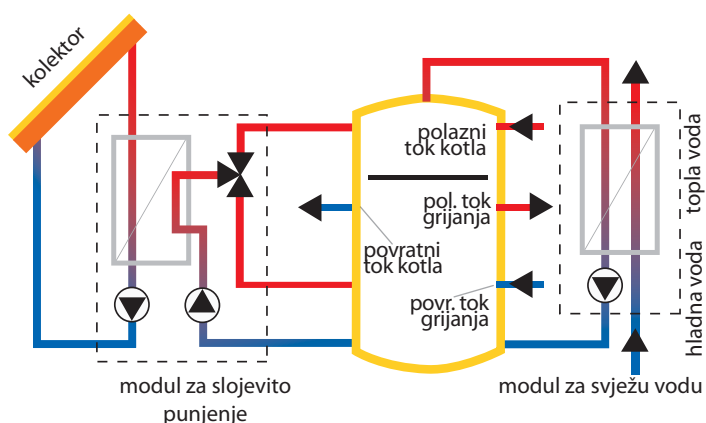 kolektor
polazni
tok kotla
pol. tok
grijanja
povratni
tok kotla
povr. tok
grijanja
topla voda
hladna voda
modul za slojevito
punjenje
modul za svježu vodu